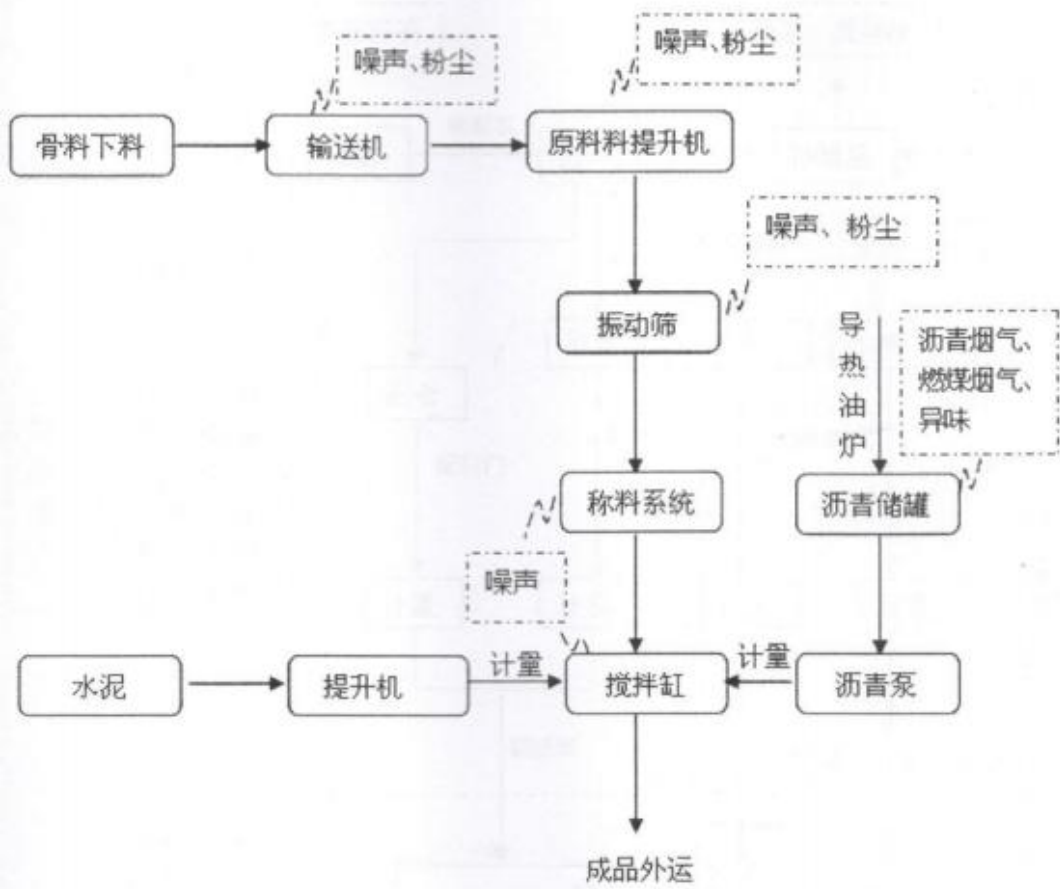 噪声、粉尘
噪声、粉尘
骨料下料
输送机
原料料提升机
噪声、粉尘
振动筛
导热油炉
沥青烟气、
燃煤烟气、
异味
称料系统
沥青储罐
噪声
水泥
提升机
计量
搅拌缸
计量
沥青泵
成品外运